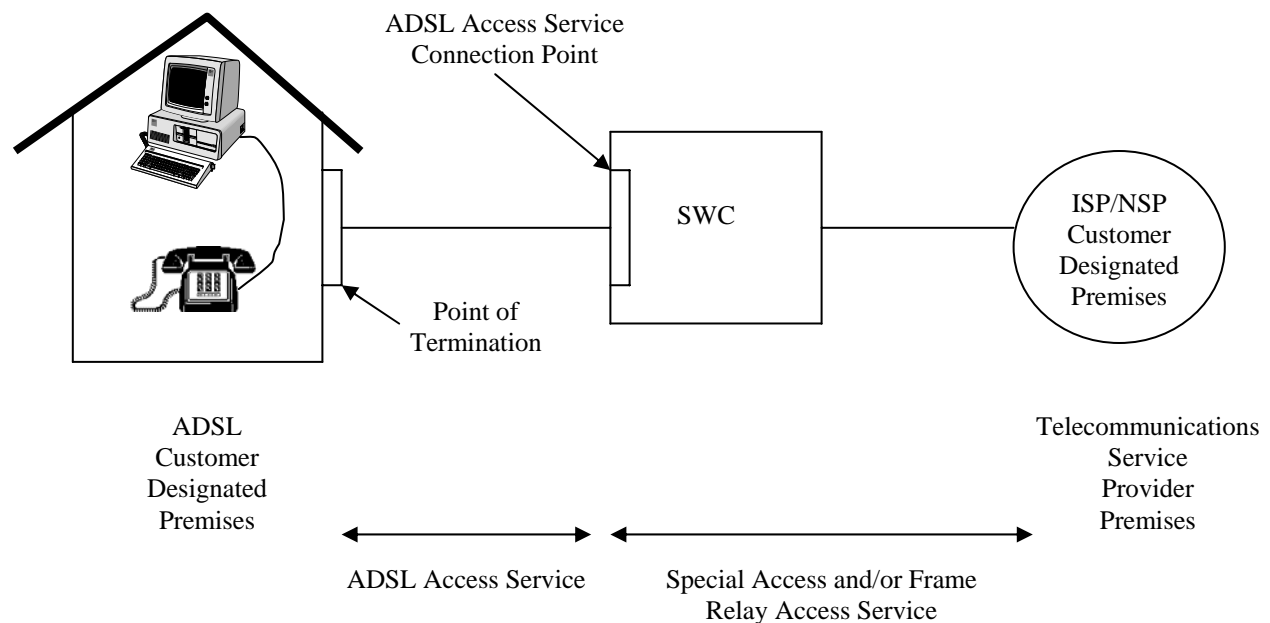 ADSL Access Service
Connection Point
SWC
ISP/NSP
Customer
Designated
Premises
Point of
Termination
ADSL
Customer
Designated
Premises
Telecommunications
Service
Provider
Premises
ADSL Access Service
Special Access and/or Frame
Relay Access Service